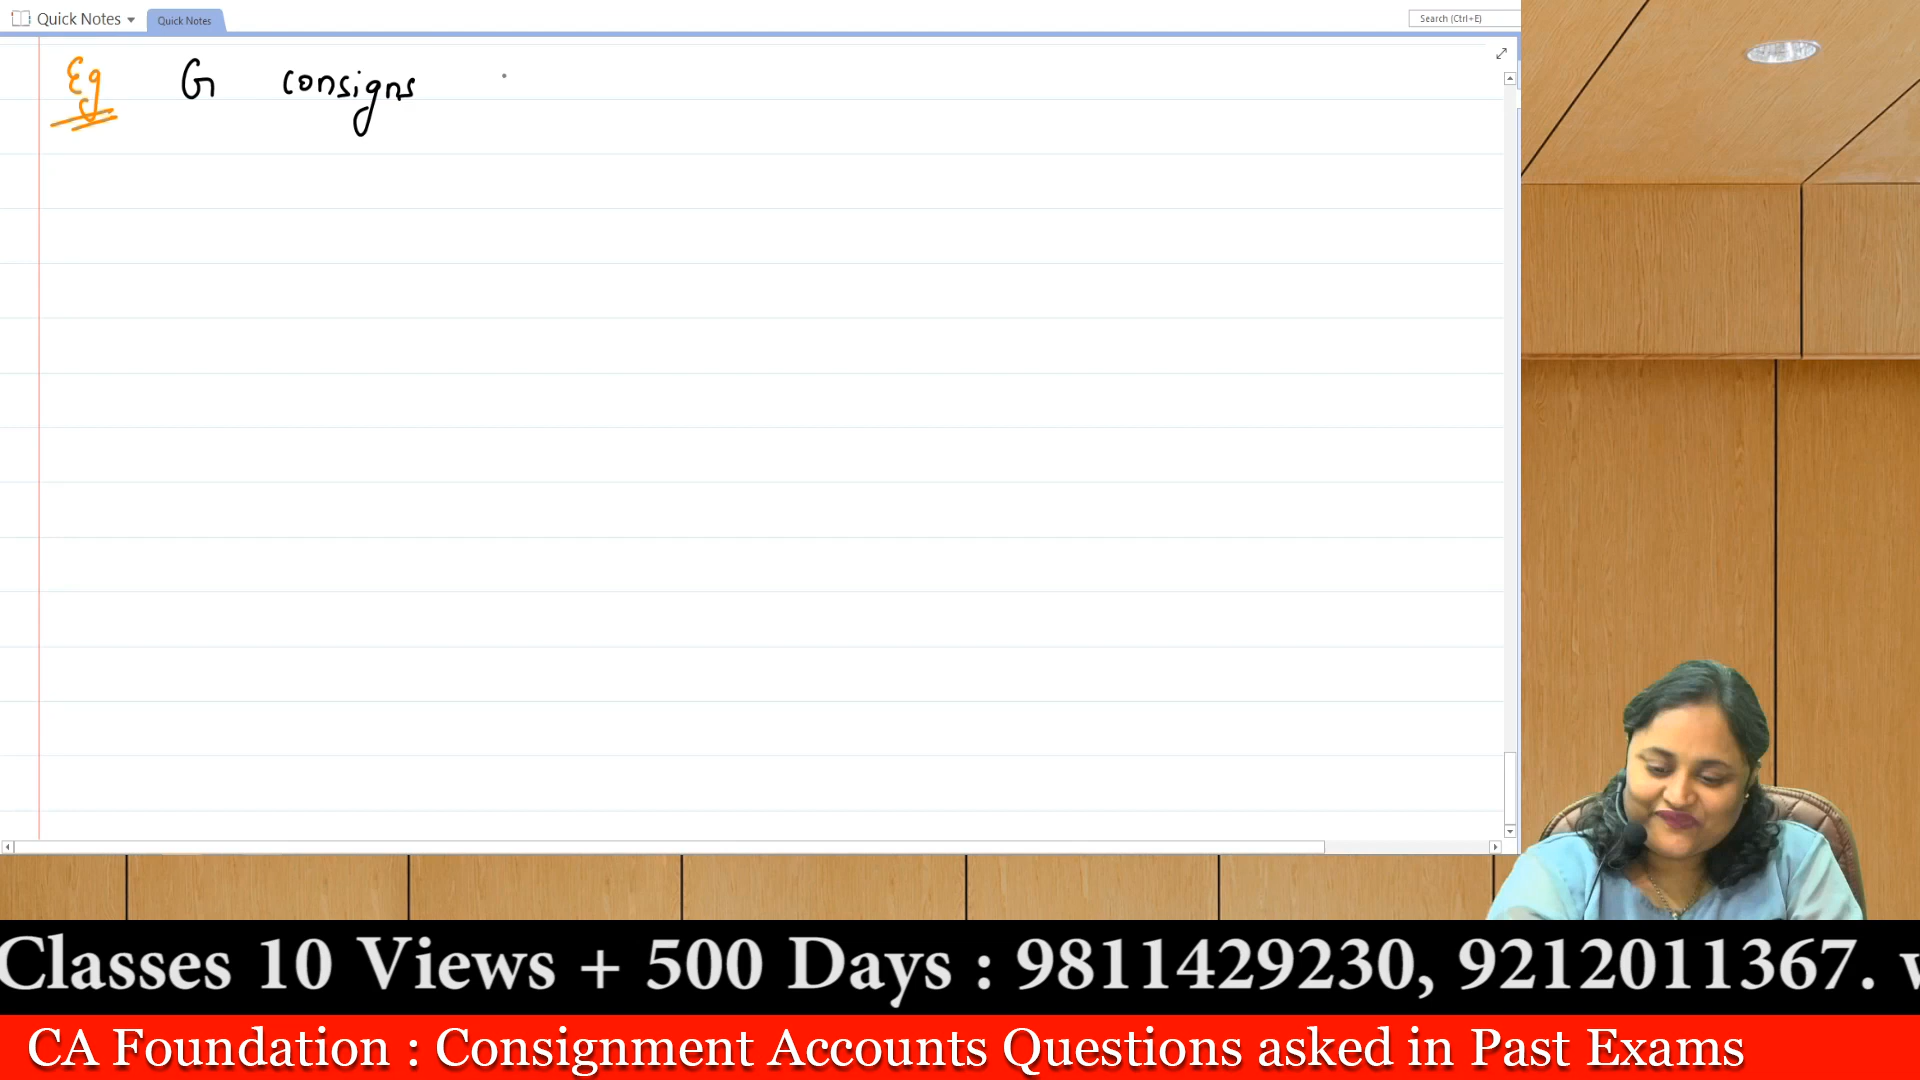 Quick Notes Quick Notes Search (Ctrl+E)
Eg G consigns
Classes 10 Views + 500 Days : 9811429230, 9212011367.
CA Foundation : Consignment Accounts Questions asked in Past Exams